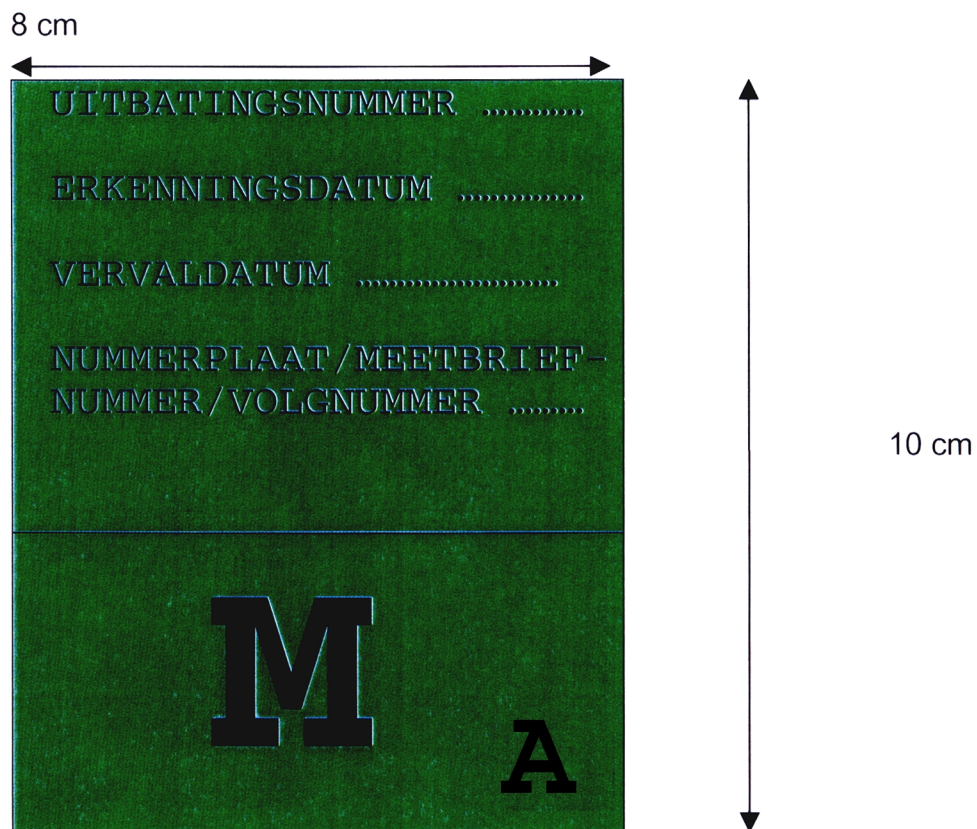 8 cm
UITBATINGSNUMMER ............
ERKENNINGSDATUM ...............
VERVALDATUM ........................
NUMMERPLAAT/MEETBRIEF-
NUMMER/VOLGNUMMER .........
10 cm
M
A